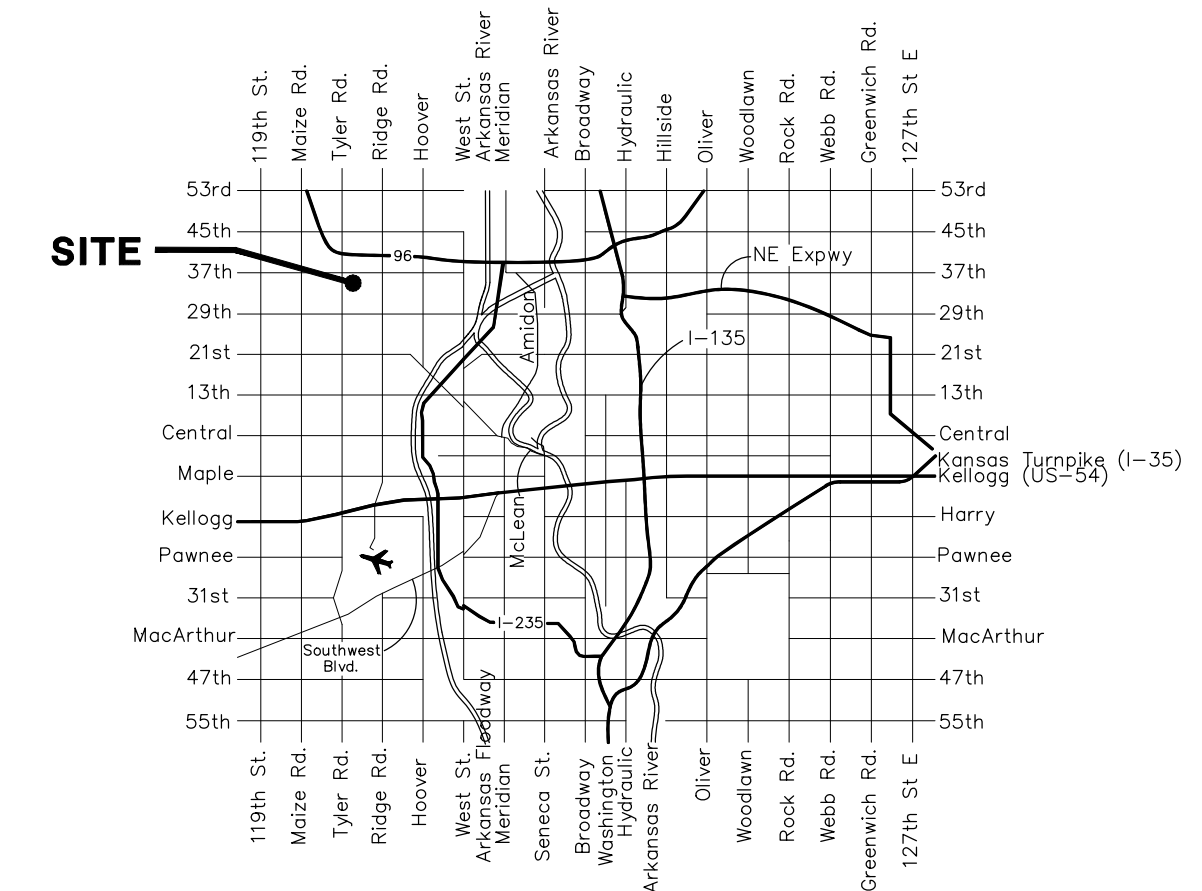 119th St.
Maize Rd.
Tyler Rd.
Ridge Rd.
Hoover
West St.
Arkansas River
Meridian
Arkansas River
Broadway
Hydraulic
Hillside
Oliver
Woodlawn
Rock Rd.
Webb Rd.
Greenwich Rd.
127th St E
53rd
53rd
45th
45th
SITE
96
NE Expwy
37th
37th
29th
29th
Amidon
I-135
21st
21st
13th
13th
Central
Central
Kansas Turnpike (I-35)
Maple
Kellogg (US-54)
Kellogg
Harry
McLean
Pawnee
Pawnee
31st
31st
I-235
MacArthur
MacArthur
Southwest
Blvd.
47th
47th
55th
55th
119th St.
Maize Rd.
Tyler Rd.
Ridge Rd.
Hoover
West St.
Arkansas Floodway
Meridian
Seneca St.
Broadway
Washington
Hydraulic
Arkansas River
Oliver
Woodlawn
Rock Rd.
Webb Rd.
Greenwich Rd.
127th St E